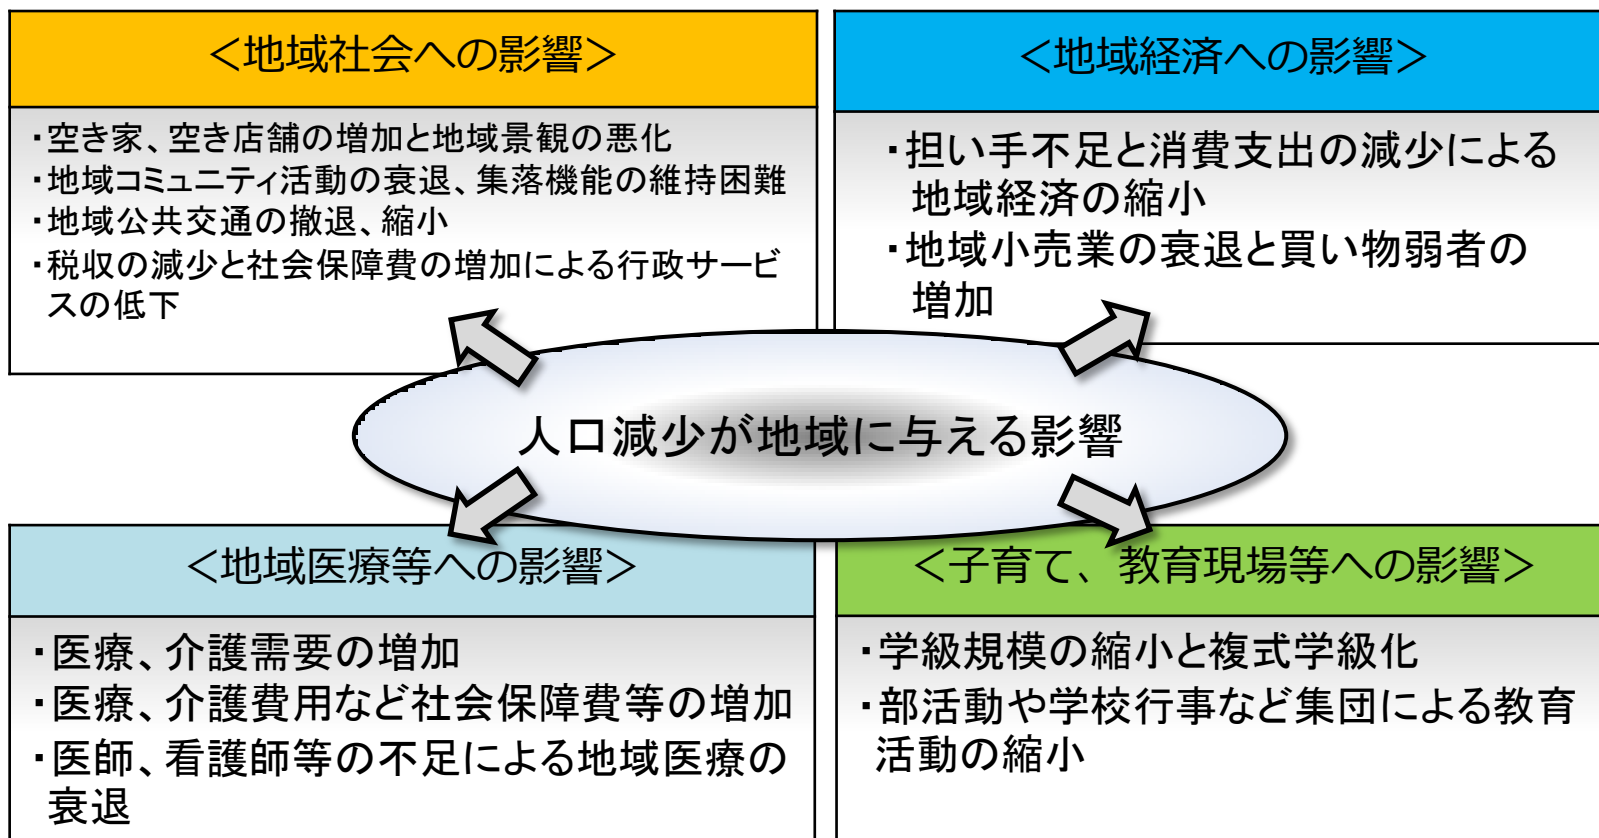 ＜地域社会への影響＞
・空き家、空き店舗の増加と地域景観の悪化
・地域コミュニティ活動の衰退、集落機能の維持困難
・地域公共交通の撤退、縮小
・税収の減少と社会保障費の増加による行政サービ
スの低下
＜地域経済への影響＞
・担い手不足と消費支出の減少による
地域経済の縮小
・地域小売業の衰退と買い物弱者の
増加
人口減少が地域に与える影響
＜地域医療等への影響＞
・医療、介護需要の増加
・医療、介護費用など社会保障費等の増加
・医師、看護師等の不足による地域医療の
衰退
＜子育て、教育現場等への影響＞
・学級規模の縮小と複式学級化
・部活動や学校行事など集団による教育
活動の縮小